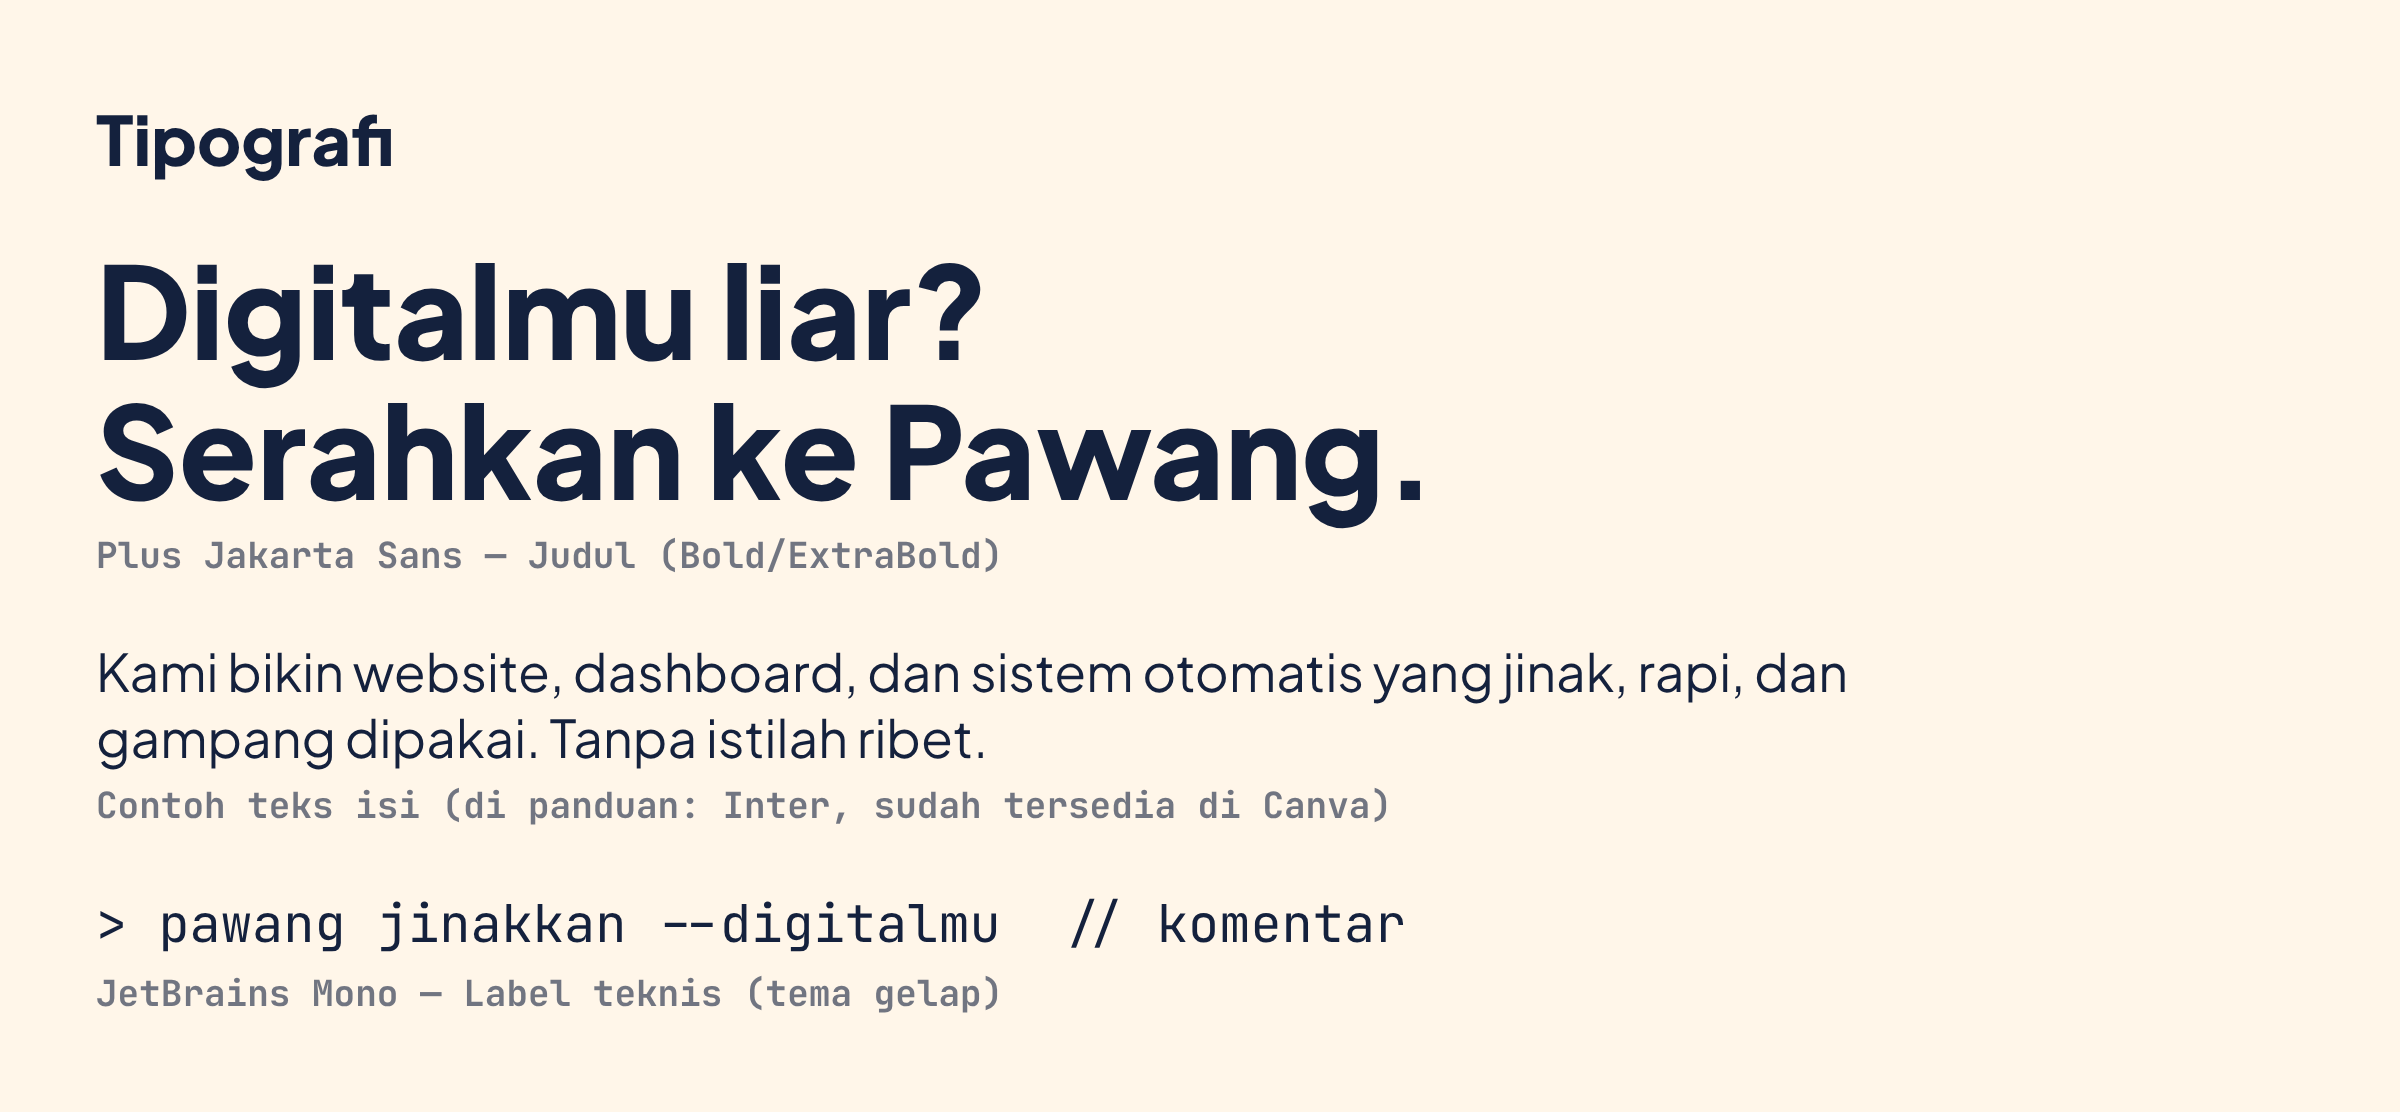 Tipografi
Digitalmu liar?
Serahkan ke Pawang.
Plus Jakarta Sans — Judul (Bold/ExtraBold)
Kami bikin website, dashboard, dan sistem otomatis yang jinak, rapi, dan
gampang dipakai. Tanpa istilah ribet.
Contoh teks isi (di panduan: Inter, sudah tersedia di Canva)
> pawang jinakkan --digitalmu  // komentar
JetBrains Mono — Label teknis (tema gelap)